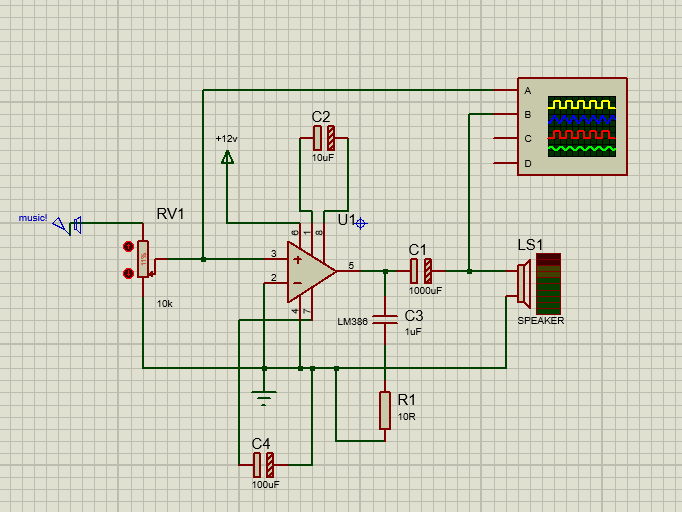 A
B
C
D
C2
10uF
+12v
music!
RV1
11%
10k
U1
6
1
8
3
2
5
4
7
LM386
C1
1000uF
LS1
SPEAKER
C3
1uF
R1
10R
C4
100uF